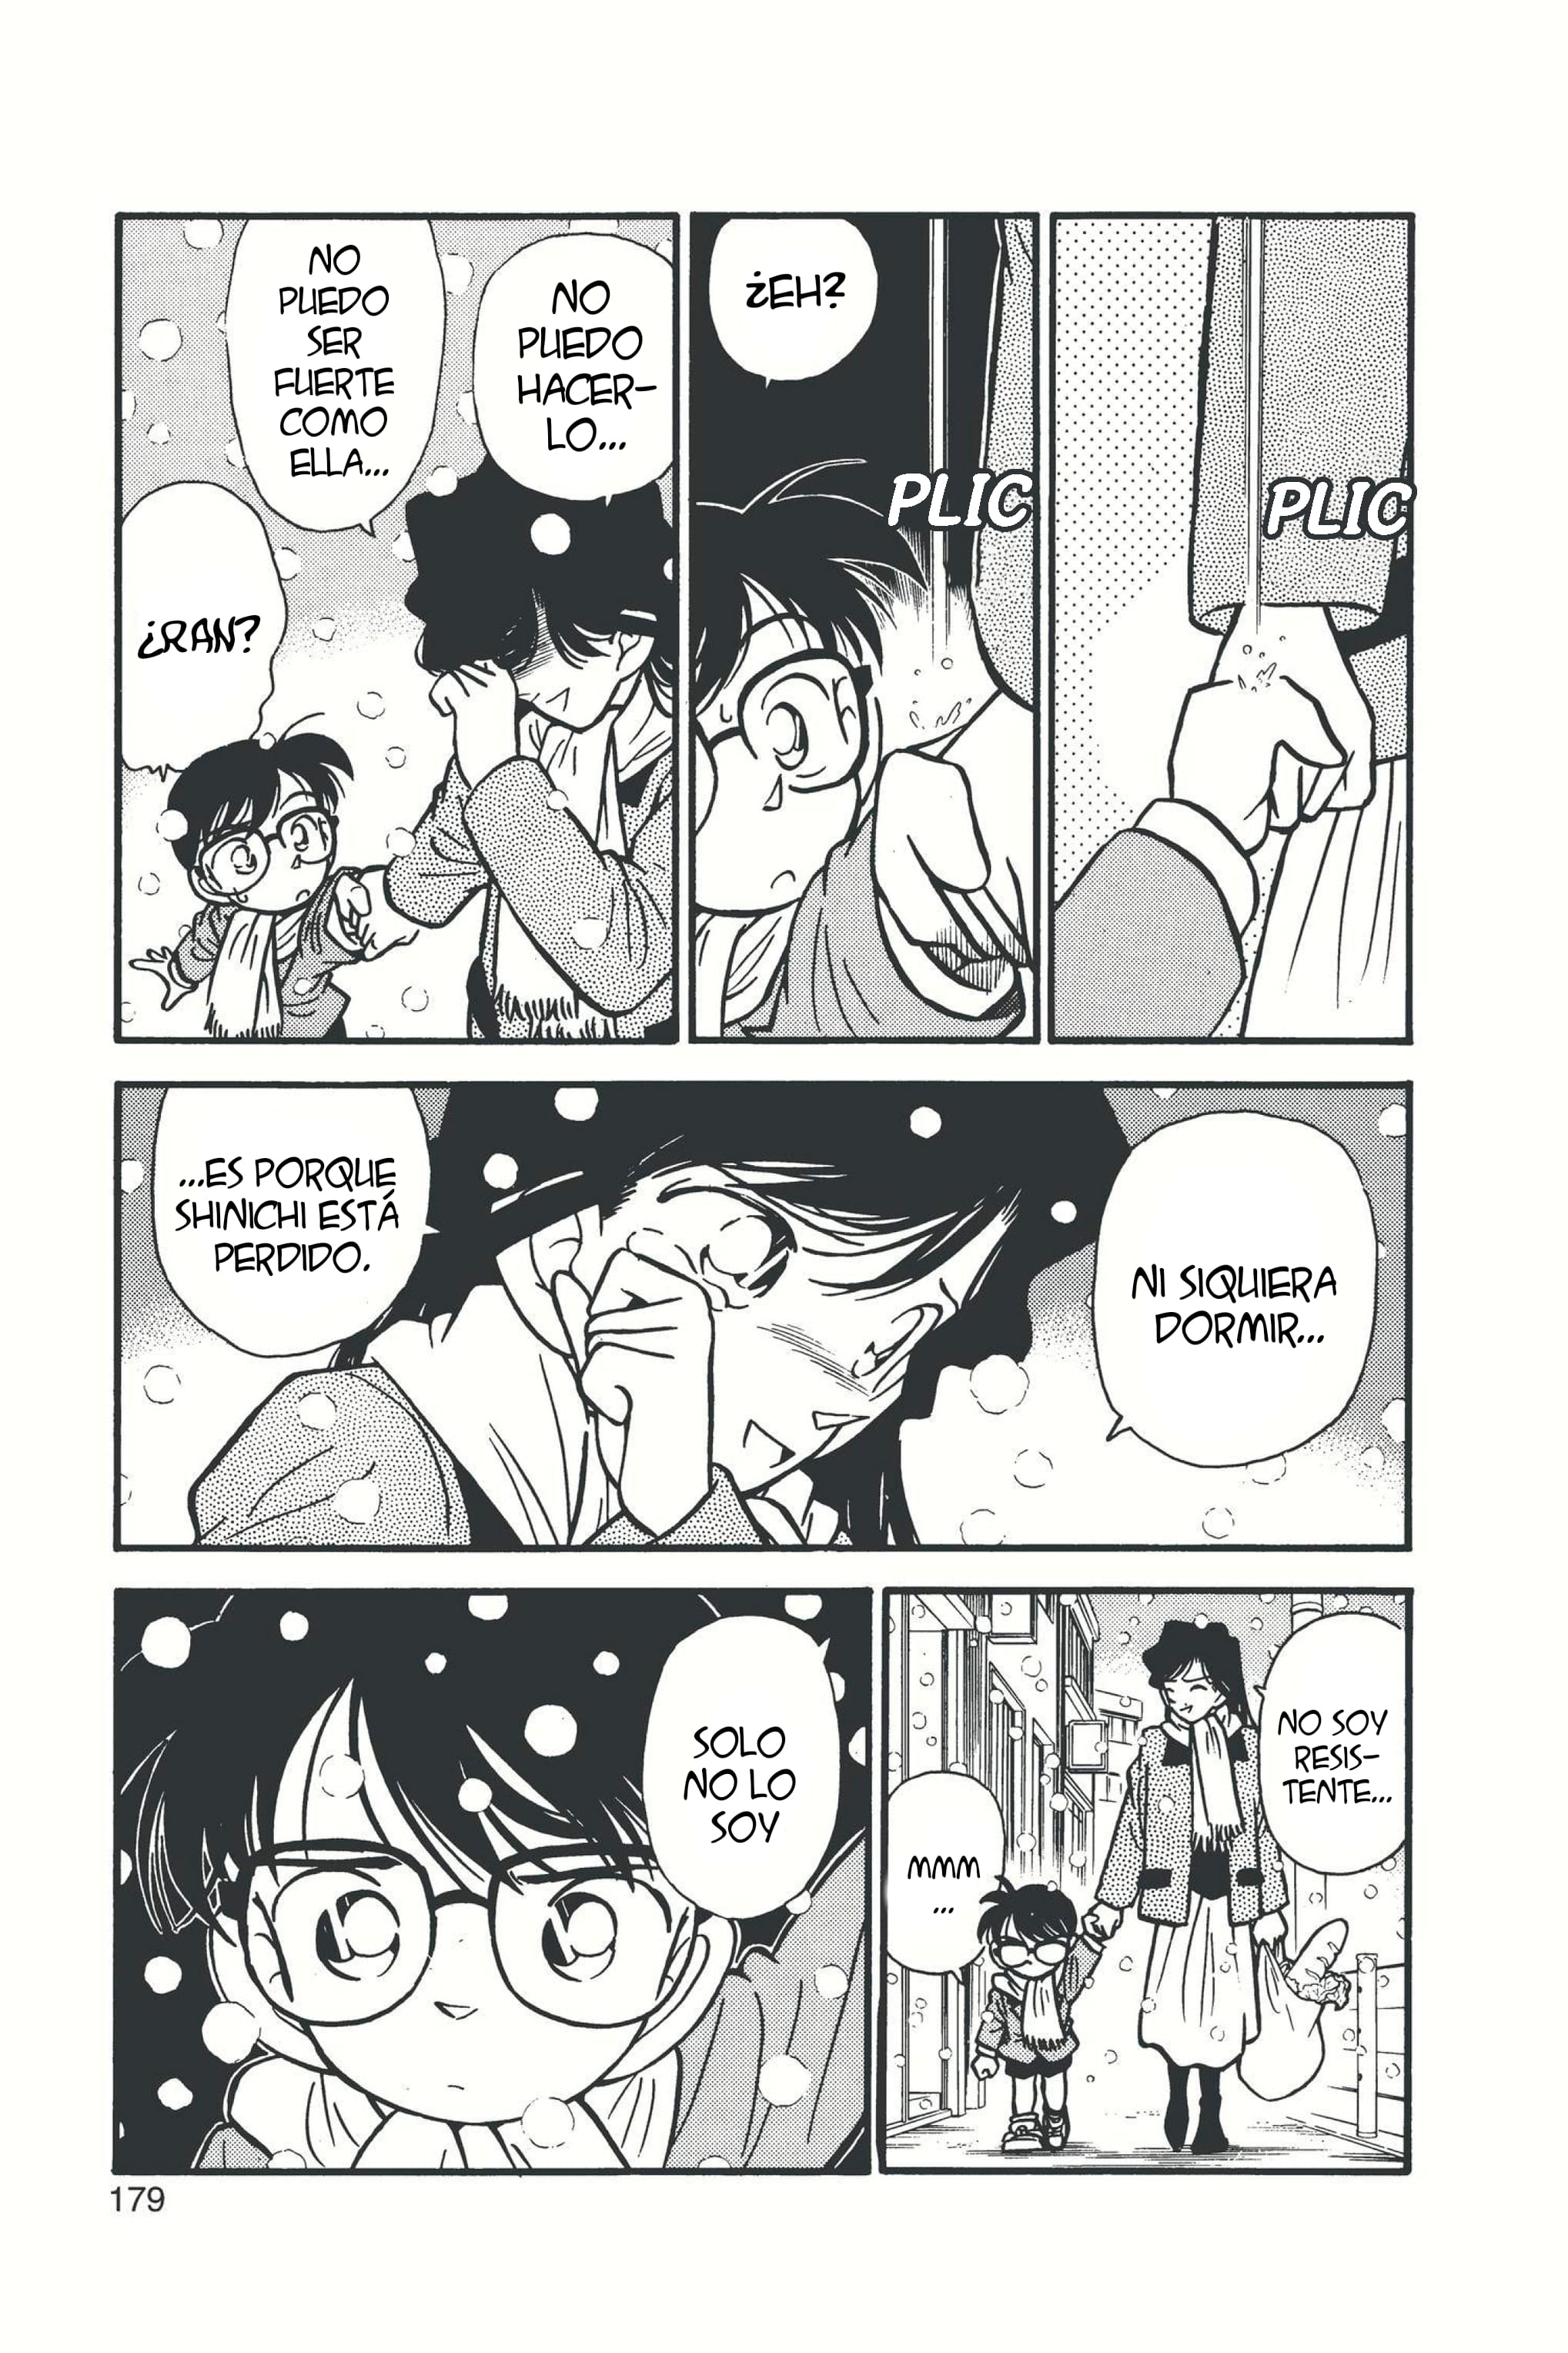 PLIC
¿EH?
PLIC
NO
PUEDO
HACER-
LO...
NO
PUEDO
SER
FUERTE
COMO
ELLA...
¿RAN?
NI SIQUIERA
DORMIR...
...ES PORQUE
SHINICHI ESTÁ
PERDIDO.
NO SOY
RESIS-
TENTE...
MMM
...
SOLO
NO LO
SOY
179